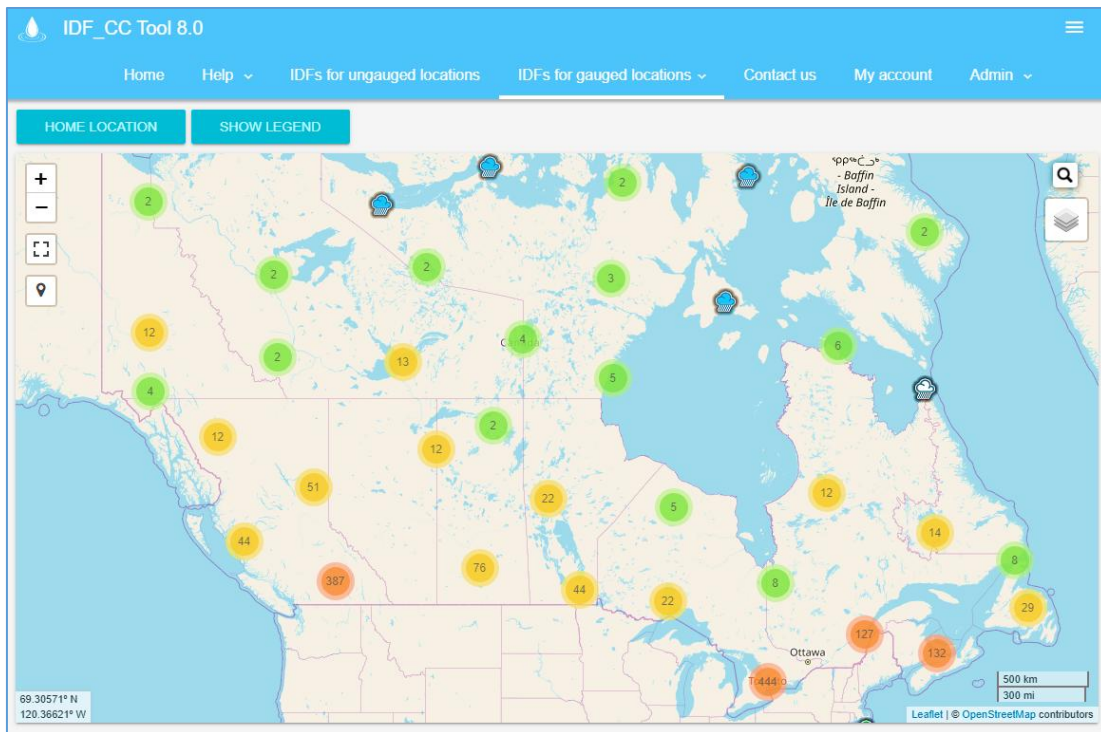 IDF_CC Tool 8.0
Home Help IDFs for ungauged locations IDFs for gauged locations Contact us My account Admin
HOME LOCATION SHOW LEGEND
+
−
- Baffin
Island -
Île de Baffin
2
2
2
2
2
3
12
4
6
2
13
5
4
12
2
12
51
22
12
5
44
14
76
387
8
8
44
22
29
127
132
Ottawa
444
500 km
300 mi
69.30571° N
120.36621° W
Leaflet | © OpenStreetMap contributors